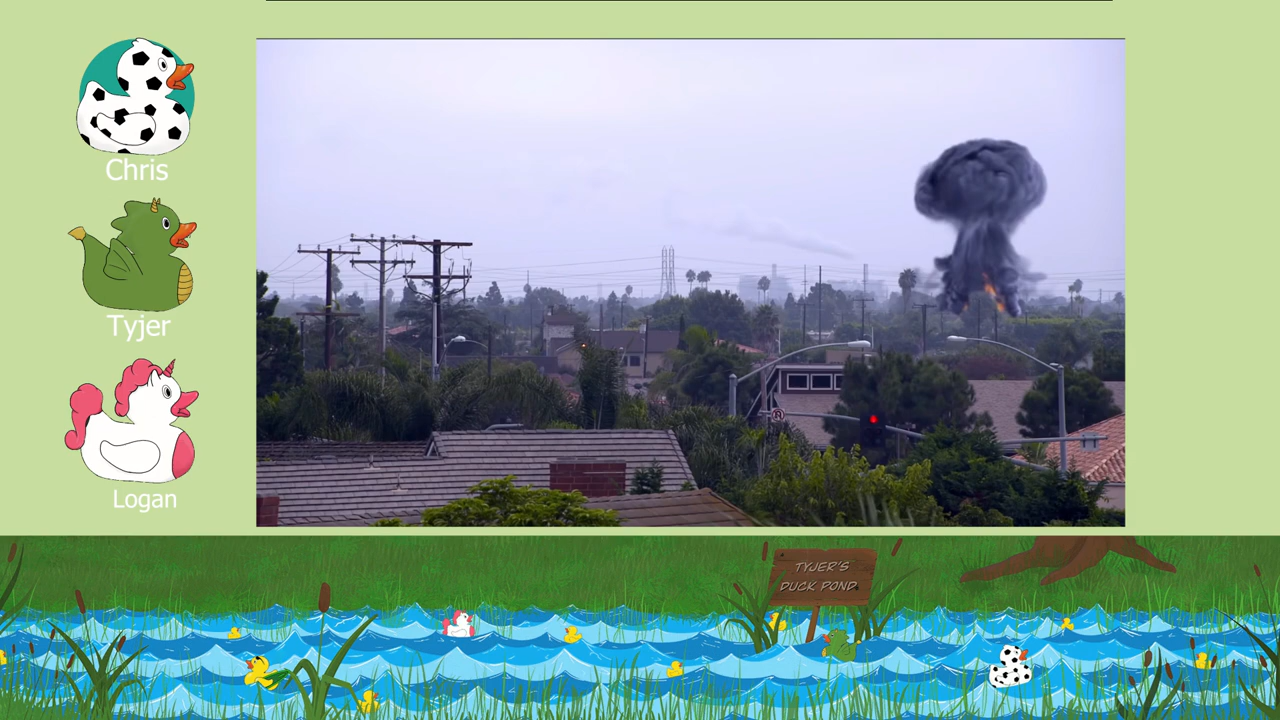 Chris
Tyjer
Logan
TYJER'S
DUCK POND